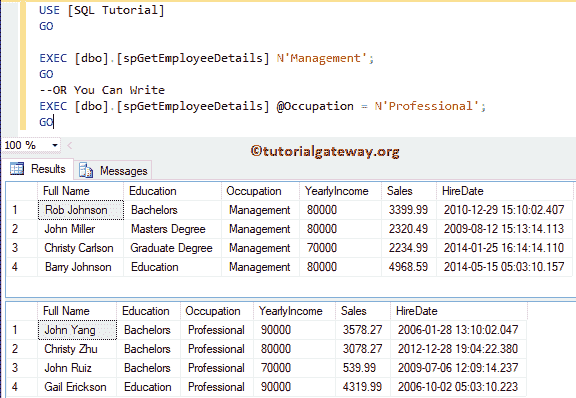 USE [SQL Tutorial]
GO
EXEC [dbo].[spGetEmployeeDetails] N'Management';
GO
--OR You Can Write
EXEC [dbo].[spGetEmployeeDetails] @Occupation = N'Professional';
GO
100 %
©tutorialgateway.org
Results Messages
Full Name Education Occupation YearlyIncome Sales HireDate
1 Rob Johnson Bachelors Management 80000 3399.99 2010-12-29 15:10:02.407
2 John Miller Masters Degree Management 80000 2320.49 2009-08-12 15:13:14.113
3 Christy Carlson Graduate Degree Management 70000 2234.99 2014-01-25 16:14:14.110
4 Barry Johnson Education Management 80000 4968.59 2014-05-15 05:03:10.157
Full Name Education Occupation YearlyIncome Sales HireDate
1 John Yang Bachelors Professional 90000 3578.27 2006-01-28 13:10:02.047
2 Christy Zhu Bachelors Professional 80000 3078.27 2012-12-28 19:04:22.380
3 John Ruiz Bachelors Professional 70000 539.99 2009-07-06 12:09:14.237
4 Gail Erickson Education Professional 90000 4319.99 2006-10-02 05:03:10.223